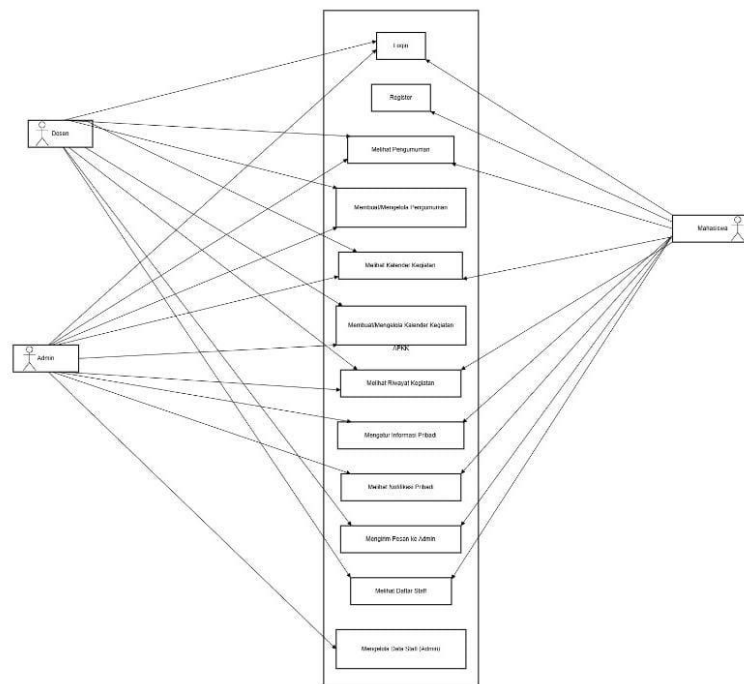 Login
Register
Dosen
Melihat Pengumuman
Membuat/Mengelola Pengumuman
Mahasiswa
Melihat Kalender Kegiatan
Membuat/Mengelola Kalender Kegiatan
APKK
Admin
Melihat Riwayat Kegiatan
Mengatur Informasi Pribadi
Melihat Notifikasi Pribadi
Mengirim Pesan ke Admin
Melihat Daftar Staff
Mengelola Data Staff (Admin)